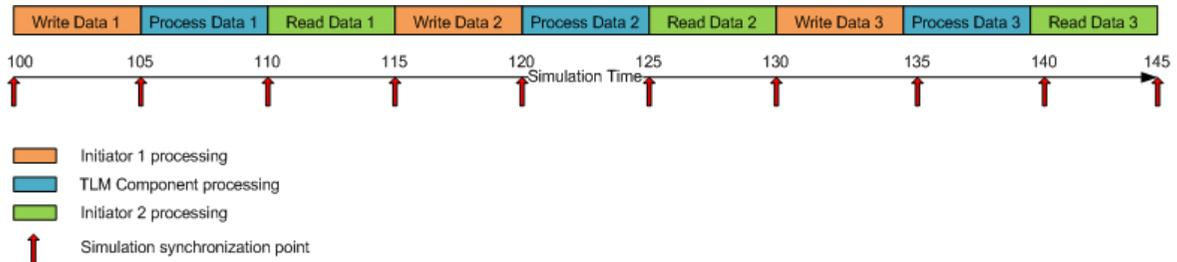 Write Data 1 Process Data 1 Read Data 1 Write Data 2 Process Data 2 Read Data 2 Write Data 3 Process Data 3 Read Data 3
100 105 110 115 120 125 130 135 140 145
Simulation Time
Initiator 1 processing
TLM Component processing
Initiator 2 processing
Simulation synchronization point